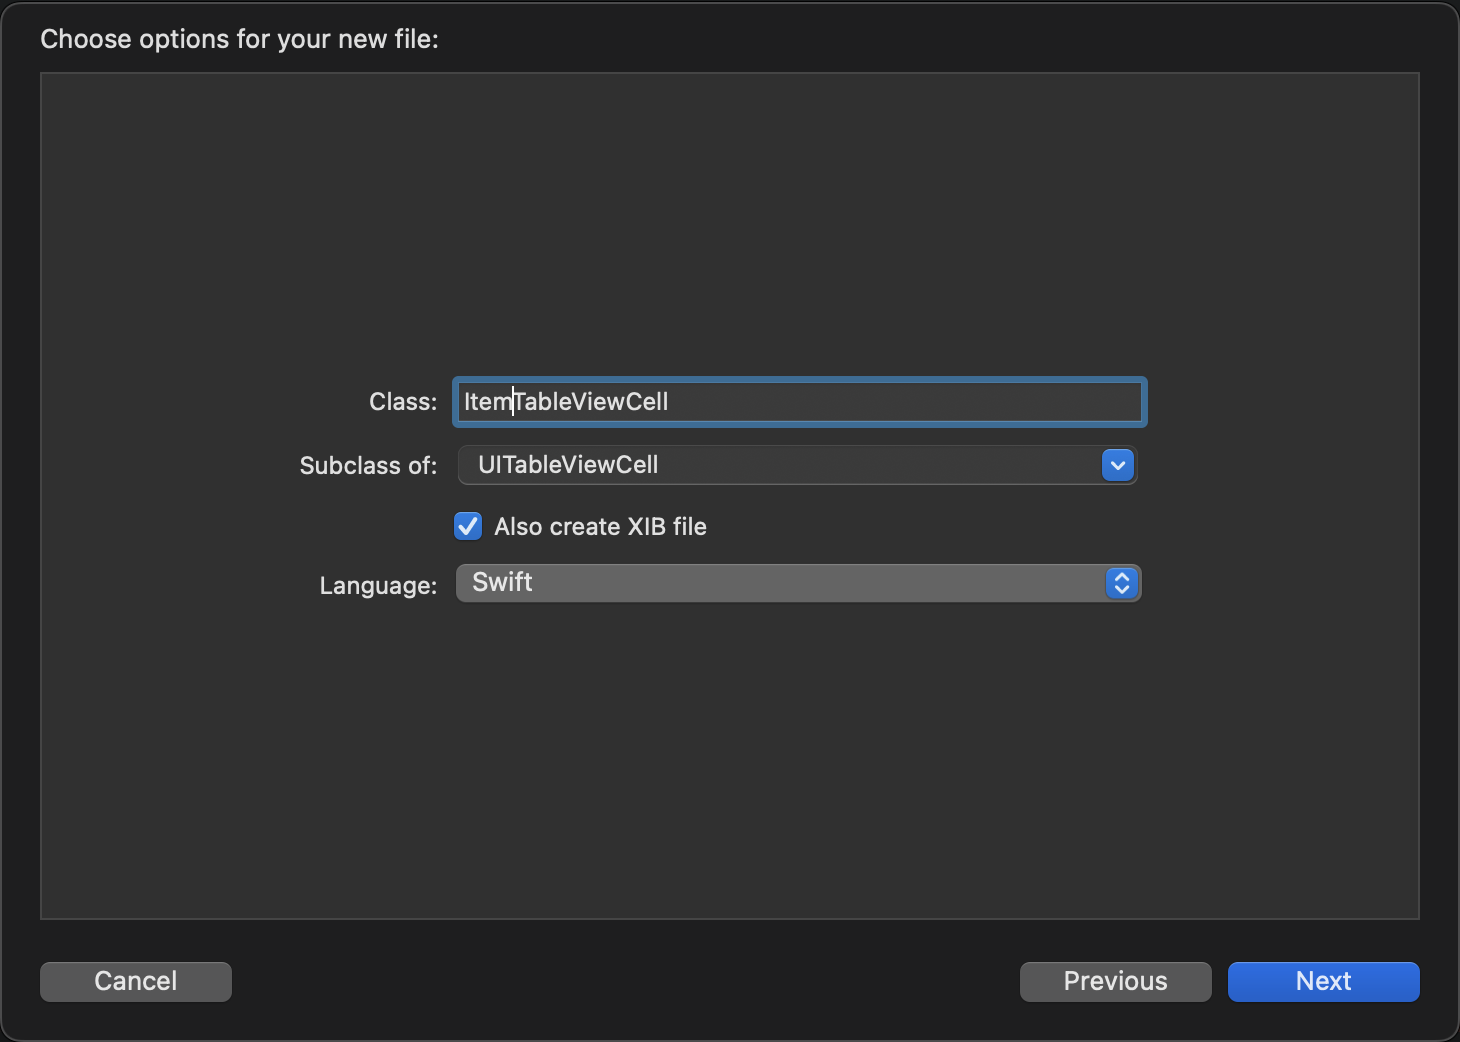 Choose options for your new file:
Class: ItemTableViewCell
Subclass of: UITableViewCell
Also create XIB file
Language: Swift
Cancel Previous Next